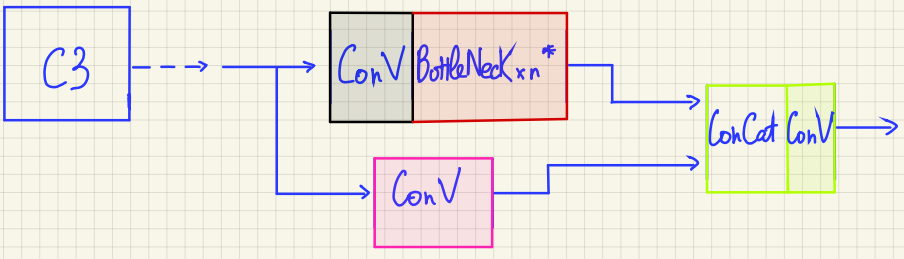 C3
ConV BottleNeck×n*
ConCat ConV
ConV